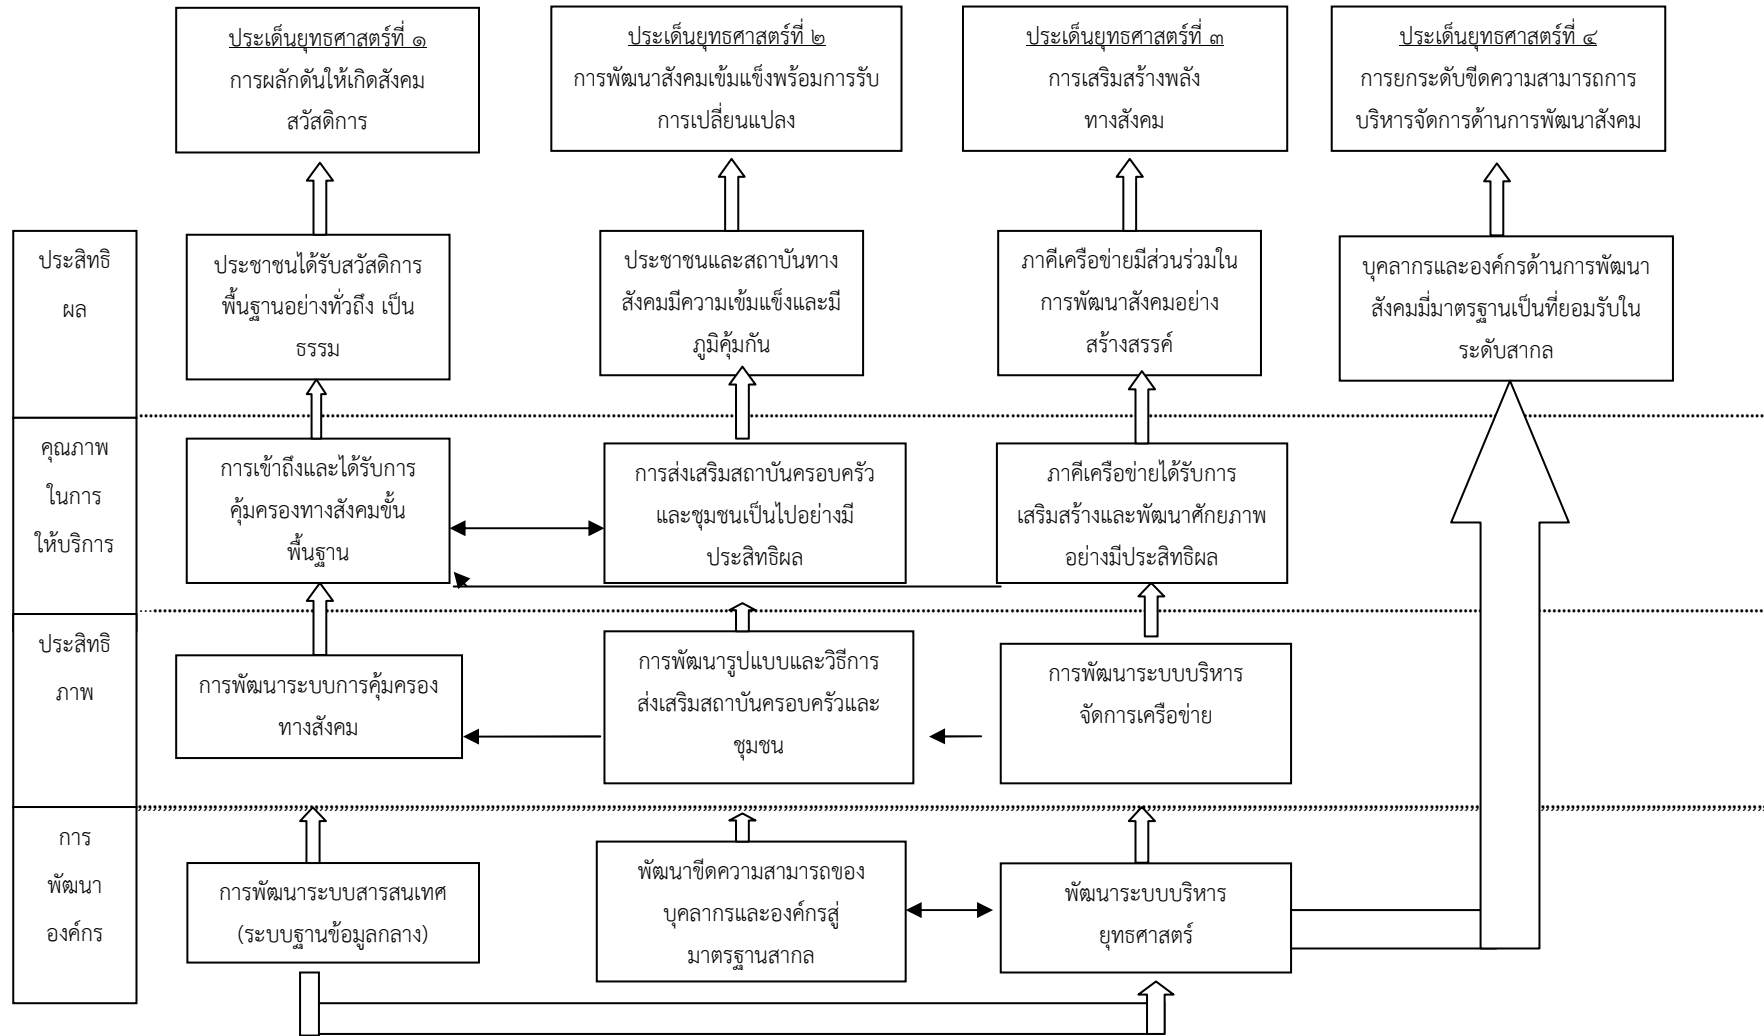 ประเด็นยุทธศาสตร์ที่ ๑
การผลักดันให้เกิดสังคม
สวัสดิการ
ประเด็นยุทธศาสตร์ที่ ๒
การพัฒนาสังคมเข้มแข็งพร้อมการรับ
การเปลี่ยนแปลง
ประเด็นยุทธศาสตร์ที่ ๓
การเสริมสร้างพลัง
ทางสังคม
ประเด็นยุทธศาสตร์ที่ ๔
การยกระดับขีดความสามารถการ
บริหารจัดการด้านการพัฒนาสังคม
ประสิทธิ
ผล
ประชาชนได้รับสวัสดิการ
พื้นฐานอย่างทั่วถึง เป็น
ธรรม
ประชาชนและสถาบันทาง
สังคมมีความเข้มแข็งและมี
ภูมิคุ้มกัน
ภาคีเครือข่ายมีส่วนร่วมใน
การพัฒนาสังคมอย่าง
สร้างสรรค์
บุคลากรและองค์กรด้านการพัฒนา
สังคมมี่มาตรฐานเป็นที่ยอมรับใน
ระดับสากล
คุณภาพ
ในการ
ให้บริการ
การเข้าถึงและได้รับการ
คุ้มครองทางสังคมขั้น
พื้นฐาน
การส่งเสริมสถาบันครอบครัว
และชุมชนเป็นไปอย่างมี
ประสิทธิผล
ภาคีเครือข่ายได้รับการ
เสริมสร้างและพัฒนาศักยภาพ
อย่างมีประสิทธิผล
ประสิทธิ
ภาพ
การพัฒนาระบบการคุ้มครอง
ทางสังคม
การพัฒนารูปแบบและวิธีการ
ส่งเสริมสถาบันครอบครัวและ
ชุมชน
การพัฒนาระบบบริหาร
จัดการเครือข่าย
การ
พัฒนา
องค์กร
การพัฒนาระบบสารสนเทศ
(ระบบฐานข้อมูลกลาง)
พัฒนาขีดความสามารถของ
บุคลากรและองค์กรสู่
มาตรฐานสากล
พัฒนาระบบบริหาร
ยุทธศาสตร์